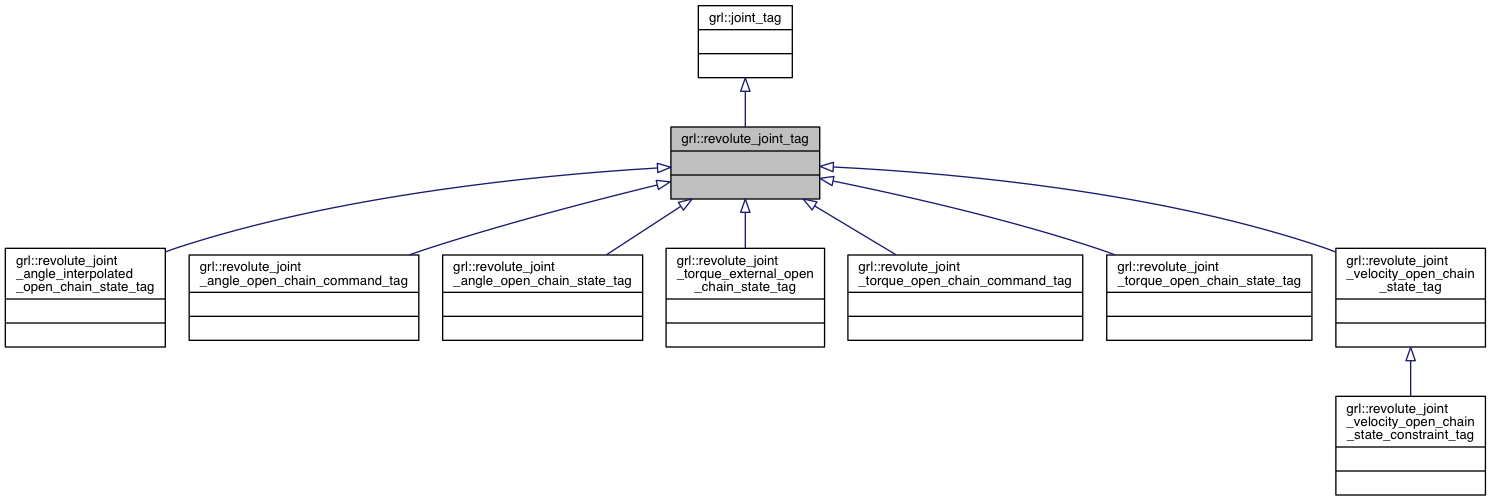 grl::joint_tag
grl::revolute_joint_tag
grl::revolute_joint
_angle_interpolated
_open_chain_state_tag
grl::revolute_joint
_angle_open_chain_command_tag
grl::revolute_joint
_angle_open_chain_state_tag
grl::revolute_joint
_torque_external_open
_chain_state_tag
grl::revolute_joint
_torque_open_chain_command_tag
grl::revolute_joint
_torque_open_chain_state_tag
grl::revolute_joint
_velocity_open_chain
_state_tag
grl::revolute_joint
_velocity_open_chain
_state_constraint_tag